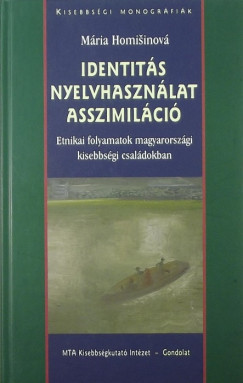 KISEBBSÉGI MONOGRÁFIÁK
Mária Homišinová
IDENTITÁS
NYELVHASZNÁLAT
ASSZIMILÁCIÓ
Etnikai folyamatok magyarországi
kisebbségi családokban
MTA Kisebbségkutató Intézet – Gondolat